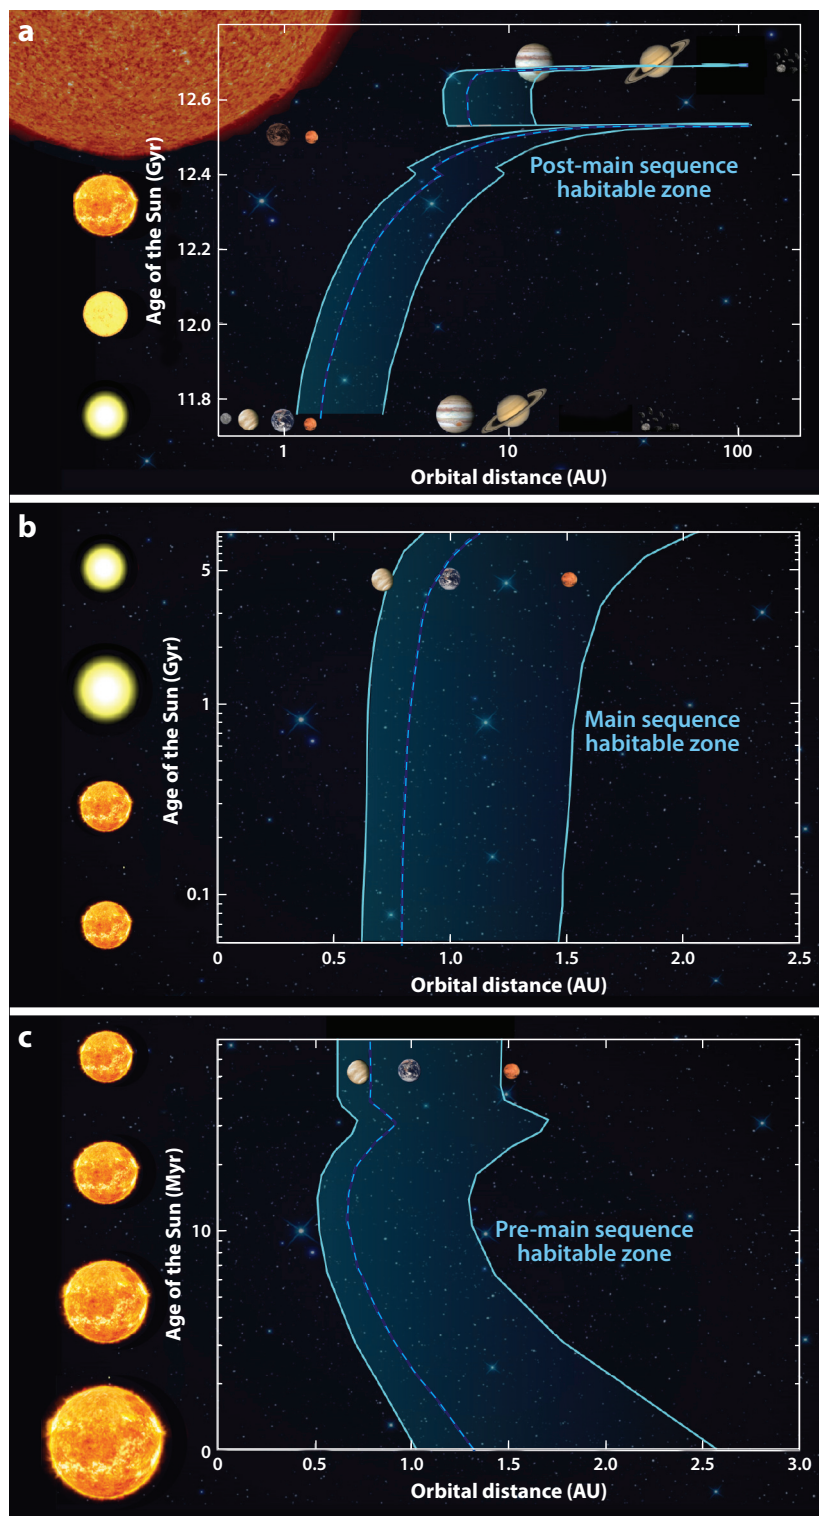 a
Age of the Sun (Gyr)
12.6
12.4
12.2
12.0
11.8
Post-main sequence
habitable zone
1
10
100
Orbital distance (AU)
b
Age of the Sun (Gyr)
5
1
0.1
Main sequence
habitable zone
0
0.5
1.0
1.5
2.0
2.5
Orbital distance (AU)
c
Age of the Sun (Myr)
10
0
Pre-main sequence
habitable zone
0
0.5
1.0
1.5
2.0
2.5
3.0
Orbital distance (AU)